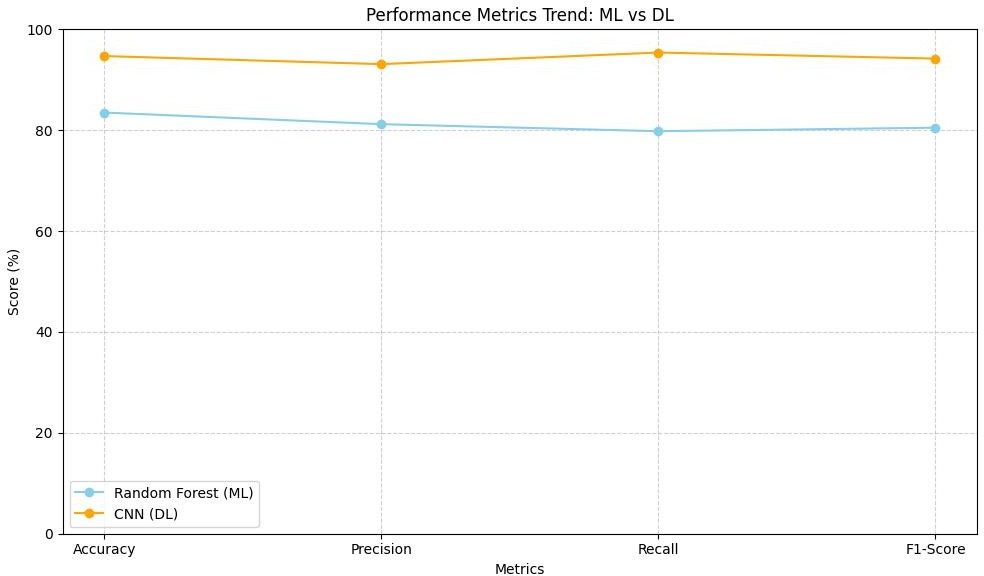 Performance Metrics Trend: ML vs DL
100
80
60
40
20
0
Score (%)
Random Forest (ML)
CNN (DL)
Accuracy Precision Recall F1-Score
Metrics